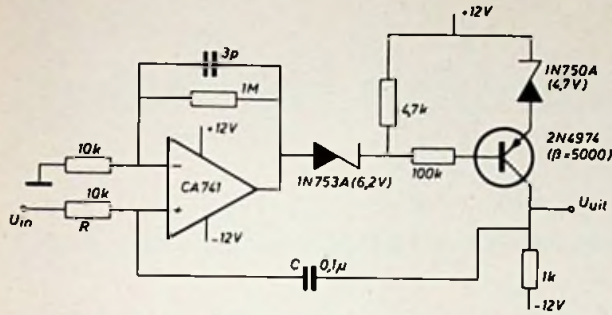 +12V
3p
1M
1N750A
(4,7V)
4,7k
+12V
2N4974
(β=5000)
10k
−
CA741
10k
+
1N753A(6,2V)
100k
Uin
R
−12V
Uuit
C
0,1μ
1k
−12V